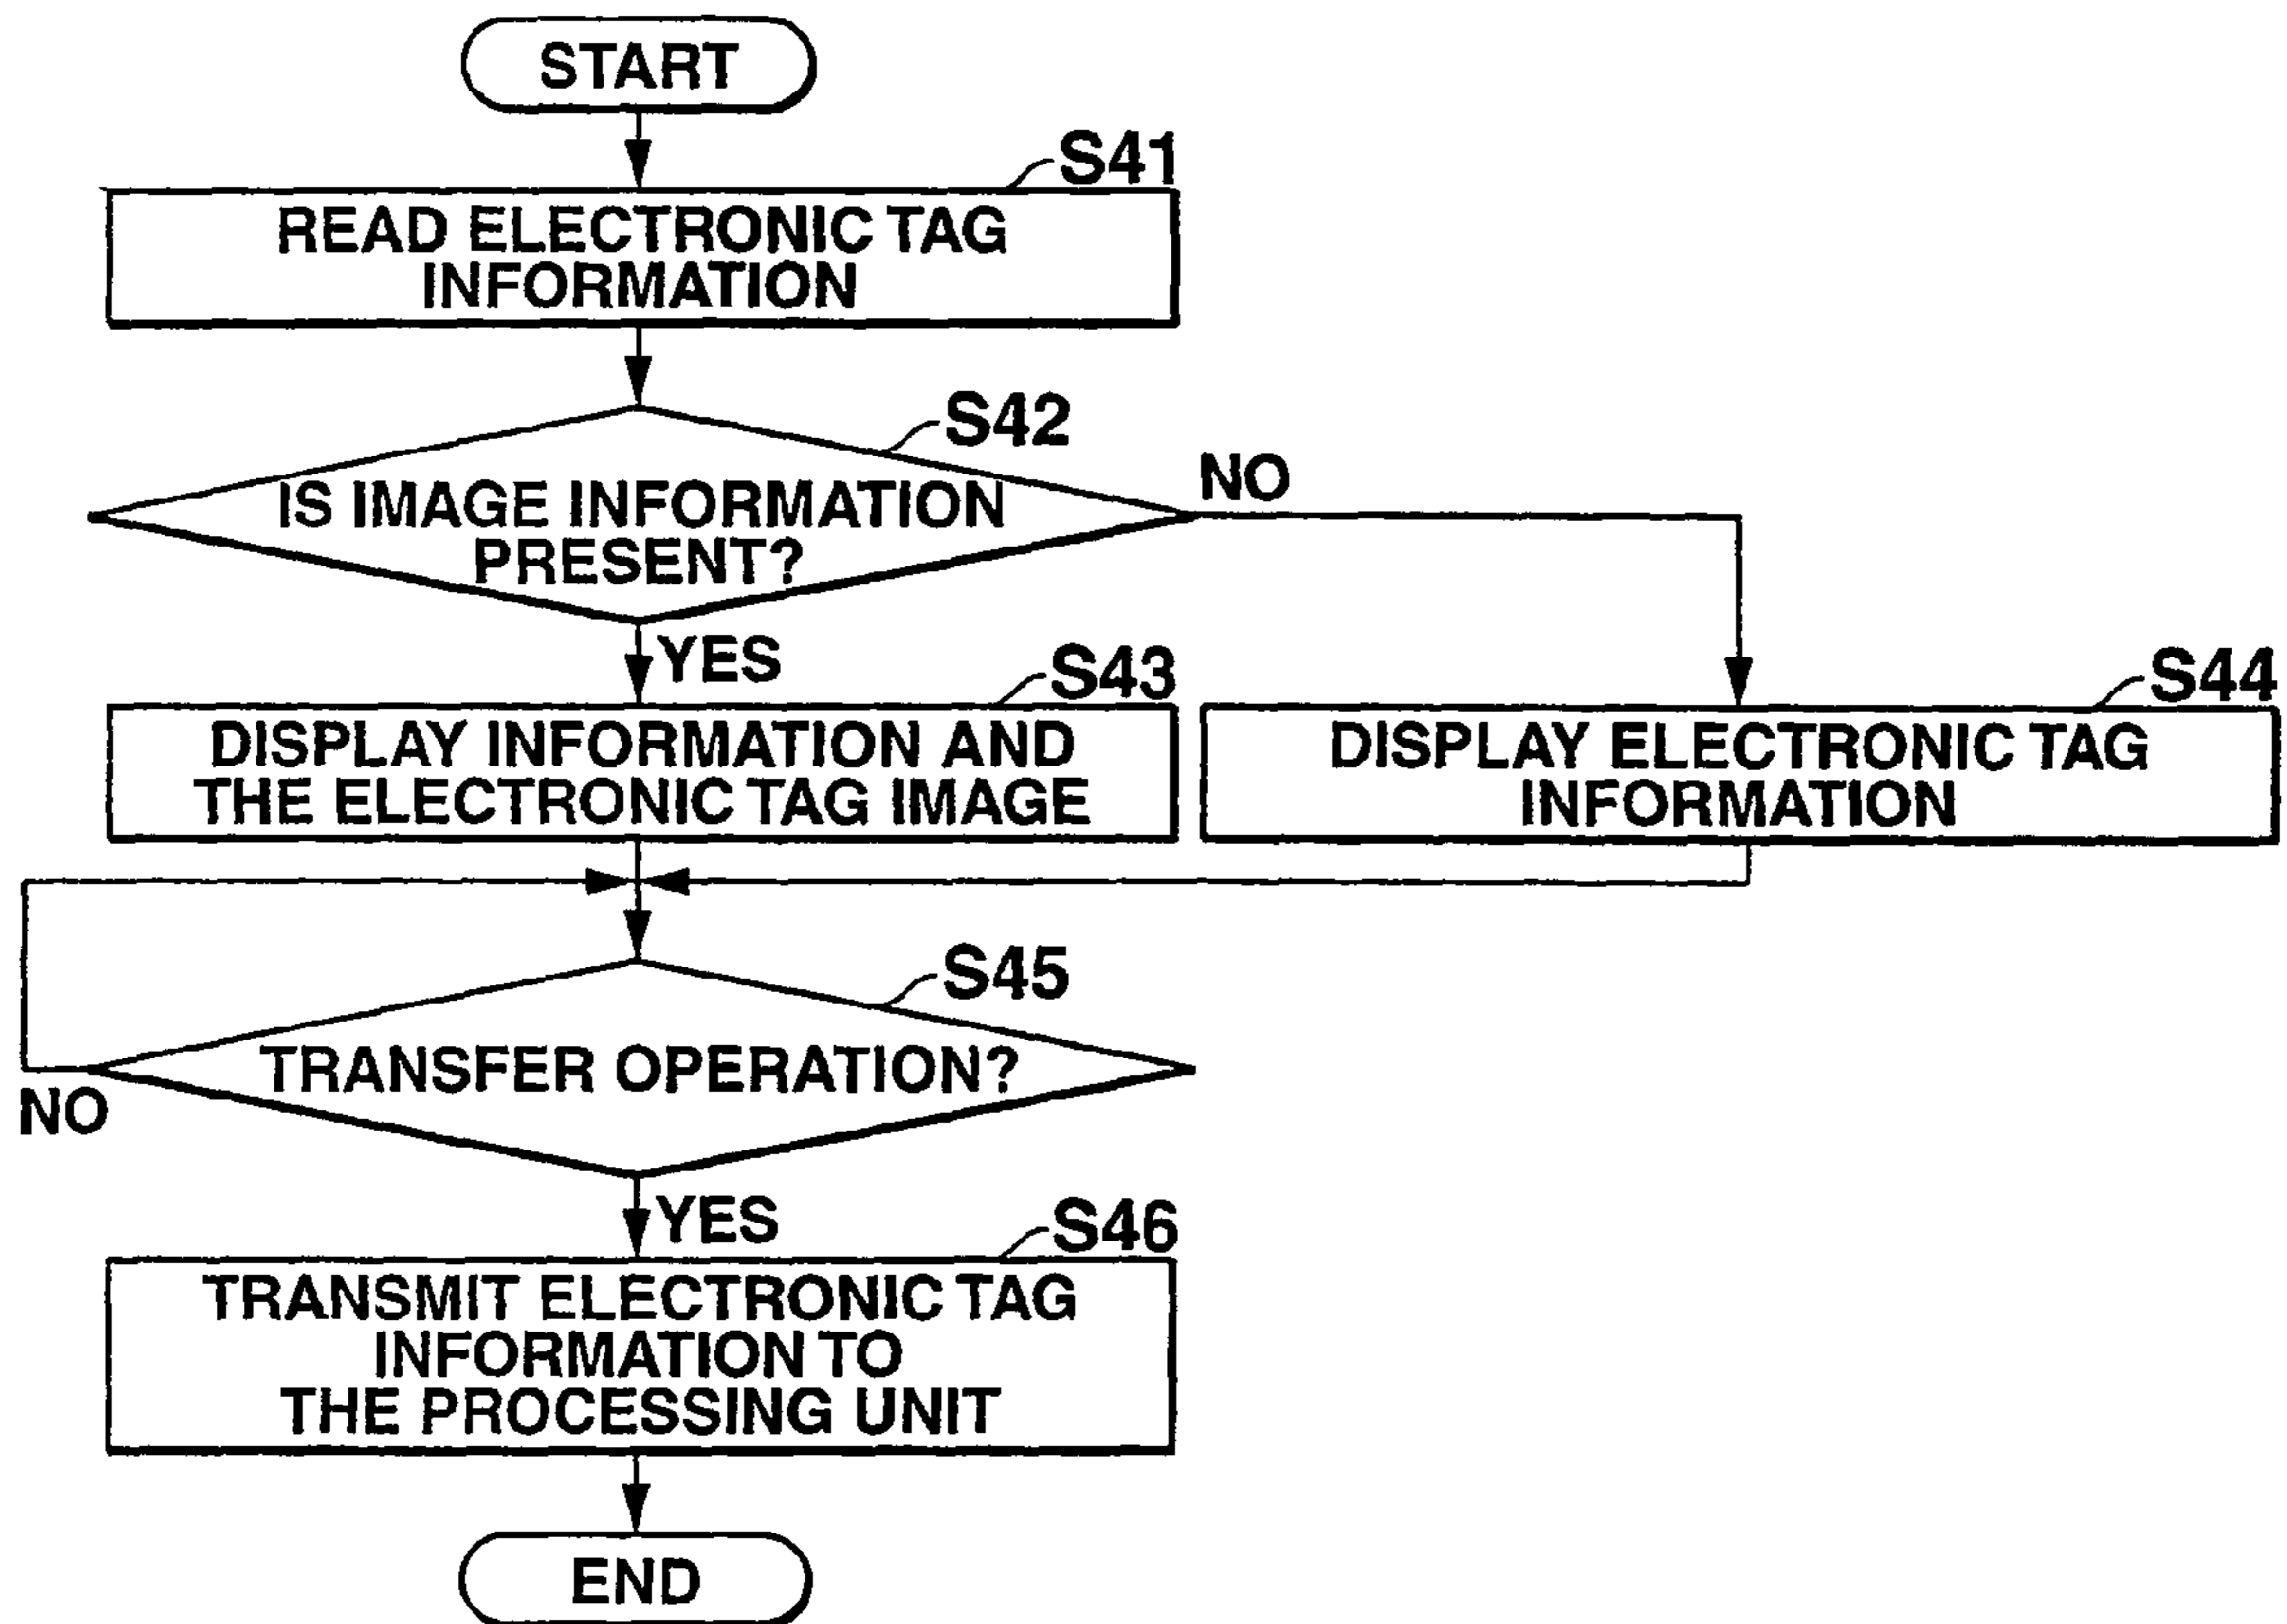 START
S41
READ ELECTRONIC TAG
INFORMATION
S42
IS IMAGE INFORMATION
PRESENT?
NO
YES
S43
DISPLAY INFORMATION AND
THE ELECTRONIC TAG IMAGE
S44
DISPLAY ELECTRONIC TAG
INFORMATION
S45
TRANSFER OPERATION?
NO
YES
S46
TRANSMIT ELECTRONIC TAG
INFORMATION TO
THE PROCESSING UNIT
END